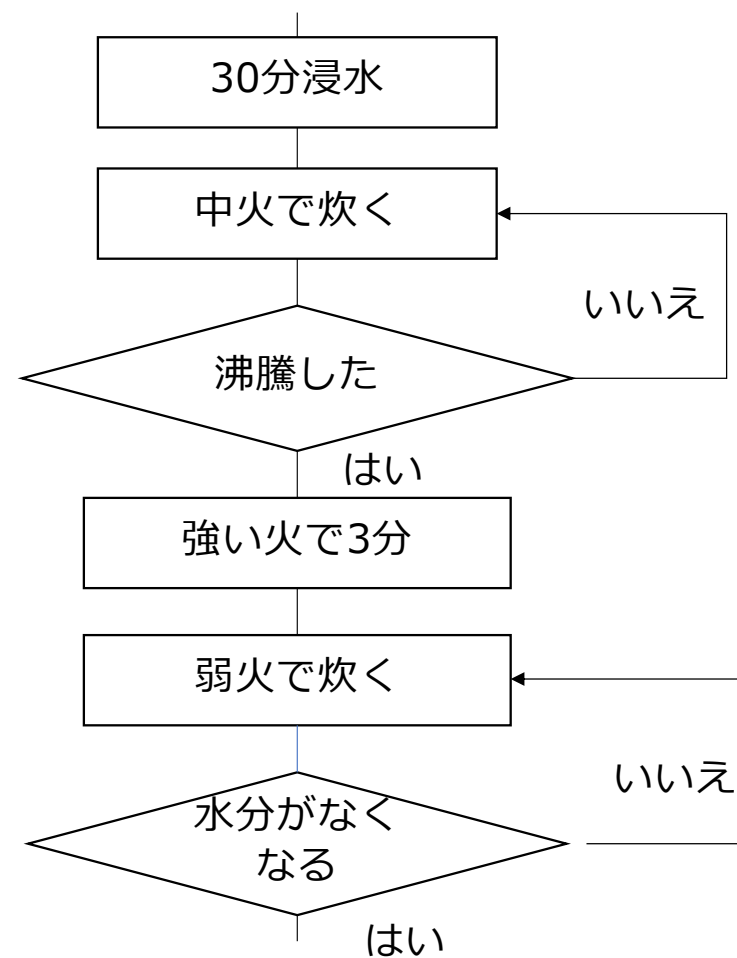 30分浸水
中火で炊く
いいえ
沸騰した
はい
強い火で3分
弱火で炊く
いいえ
水分がなく
なる
はい